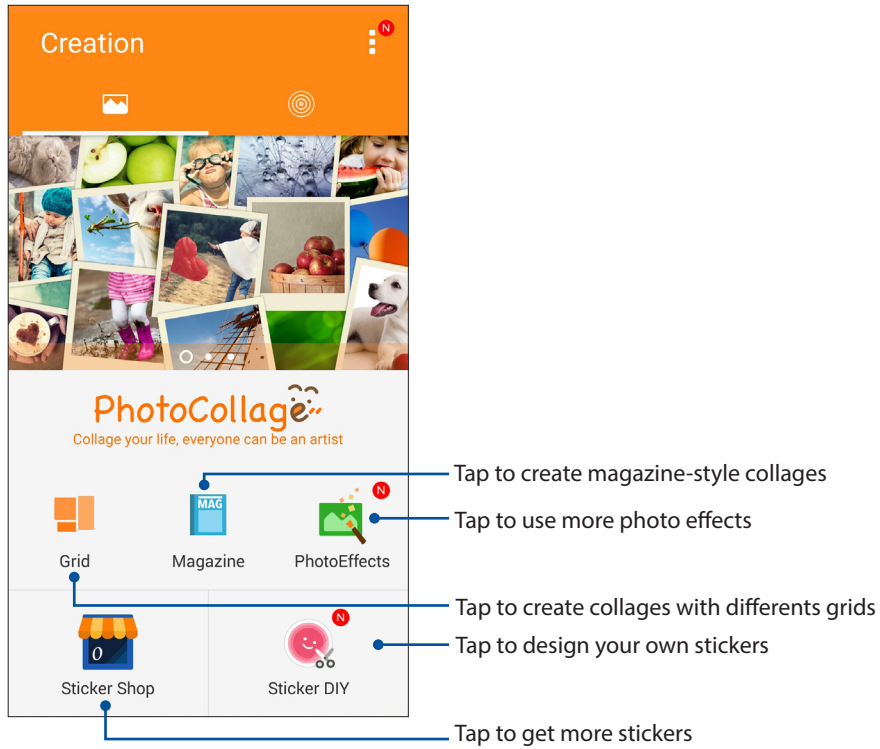 Creation
N
PhotoCollage
Collage your life, everyone can be an artist
Tap to create magazine-style collages
MAG
N
Tap to use more photo effects
Grid
Magazine
PhotoEffects
Tap to create collages with differents grids
N
Tap to design your own stickers
0
Sticker Shop
Sticker DIY
Tap to get more stickers